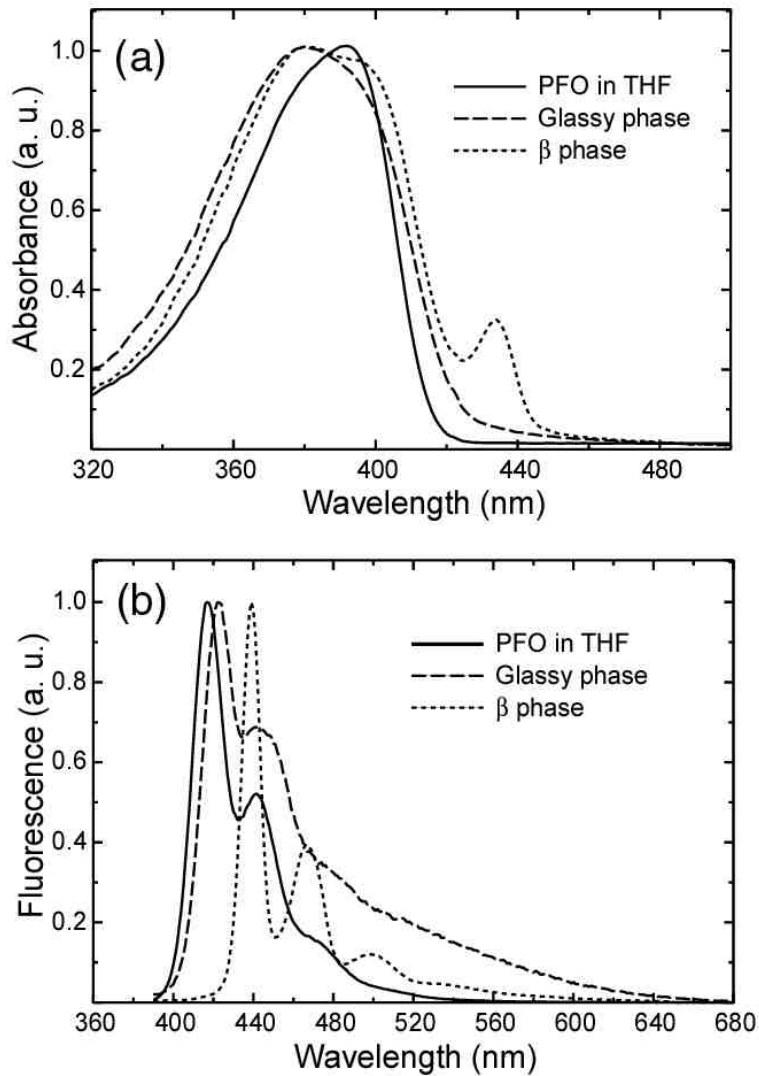 (a)
PFO in THF
Glassy phase
β phase
Absorbance (a. u.)
1.0
0.8
0.6
0.4
0.2
320 360 400 440 480
Wavelength (nm)
(b)
PFO in THF
Glassy phase
β phase
Fluorescence (a. u.)
1.0
0.8
0.6
0.4
0.2
360 400 440 480 520 560 600 640 680
Wavelength (nm)